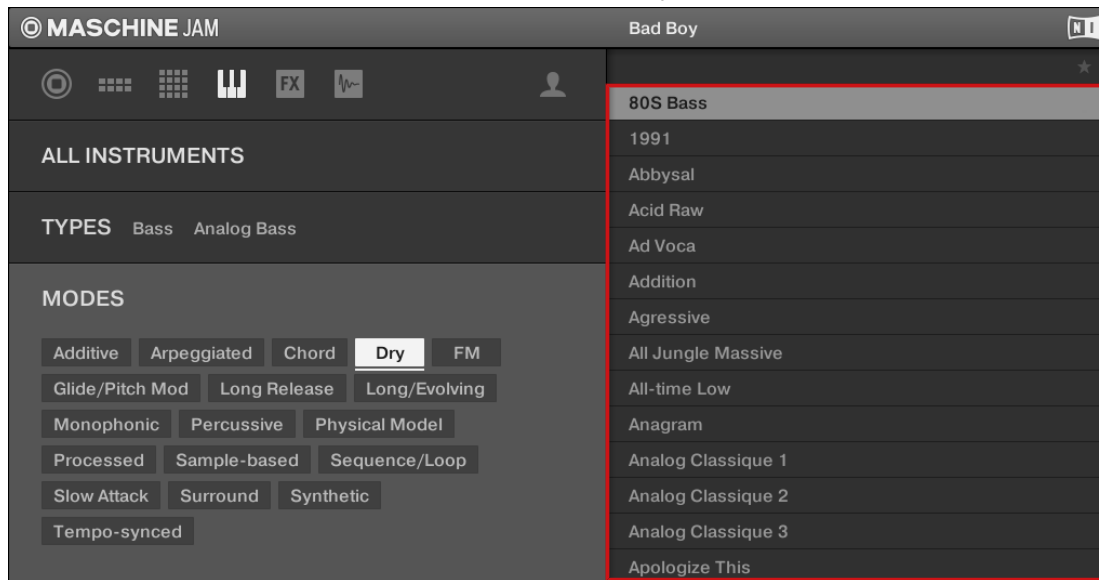 MASCHINE JAM
Bad Boy
NI
FX
ALL INSTRUMENTS
TYPES Bass Analog Bass
MODES
Additive Arpeggiated Chord Dry FM
Glide/Pitch Mod Long Release Long/Evolving
Monophonic Percussive Physical Model
Processed Sample-based Sequence/Loop
Slow Attack Surround Synthetic
Tempo-synced
80S Bass
1991
Abbysal
Acid Raw
Ad Voca
Addition
Agressive
All Jungle Massive
All-time Low
Anagram
Analog Classique 1
Analog Classique 2
Analog Classique 3
Apologize This